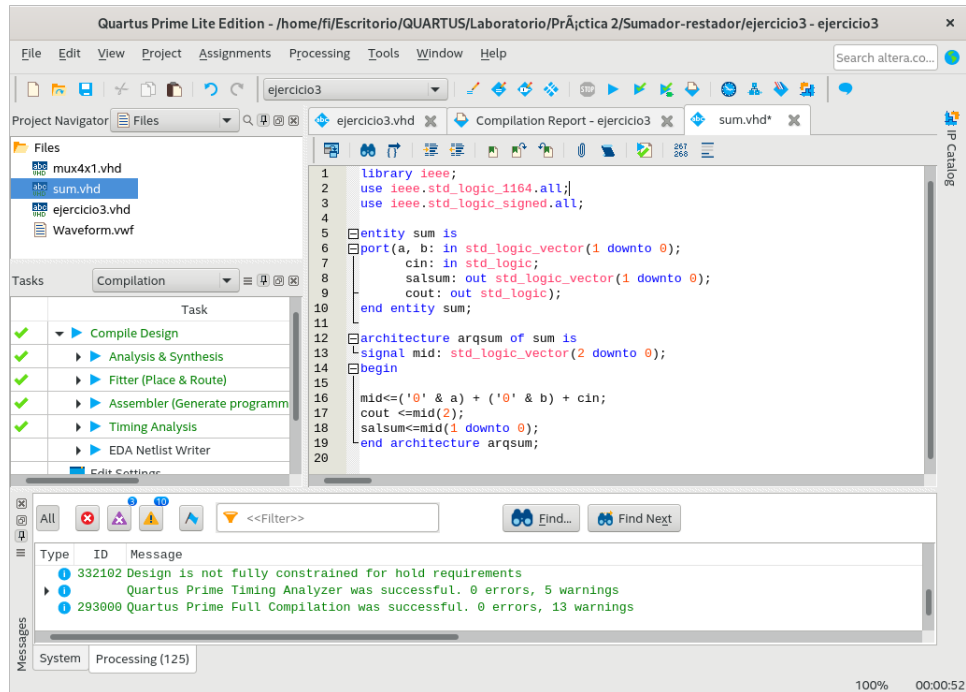 Quartus Prime Lite Edition - /home/fi/Escritorio/QUARTUS/Laboratorio/PrÃ¡ctica 2/Sumador-restador/ejercicio3 - ejercicio3
File Edit View Project Assignments Processing Tools Window Help
Search altera.co...
ejercicio3
Project Navigator Files
Files
mux4x1.vhd
sum.vhd
ejercicio3.vhd
Waveform.vwf
Tasks Compilation
Task
Compile Design
Analysis & Synthesis
Fitter (Place & Route)
Assembler (Generate programm
Timing Analysis
EDA Netlist Writer
Edit Settings
ejercicio3.vhd Compilation Report - ejercicio3 sum.vhd*
267
268
1 library ieee;
2 use ieee.std_logic_1164.all;
3 use ieee.std_logic_signed.all;
4
5 entity sum is
6 port(a, b: in std_logic_vector(1 downto 0);
7 cin: in std_logic;
8 salsum: out std_logic_vector(1 downto 0);
9 cout: out std_logic);
10 end entity sum;
11
12 architecture arqsum of sum is
13 signal mid: std_logic_vector(2 downto 0);
14 begin
15
16 mid<=('0' & a) + ('0' & b) + cin;
17 cout <=mid(2);
18 salsum<=mid(1 downto 0);
19 end architecture arqsum;
20
IP Catalog
All 3 10 <<Filter>> Find... Find Next
Type ID Message
332102 Design is not fully constrained for hold requirements
Quartus Prime Timing Analyzer was successful. 0 errors, 5 warnings
293000 Quartus Prime Full Compilation was successful. 0 errors, 13 warnings
Messages
System Processing (125)
100% 00:00:52